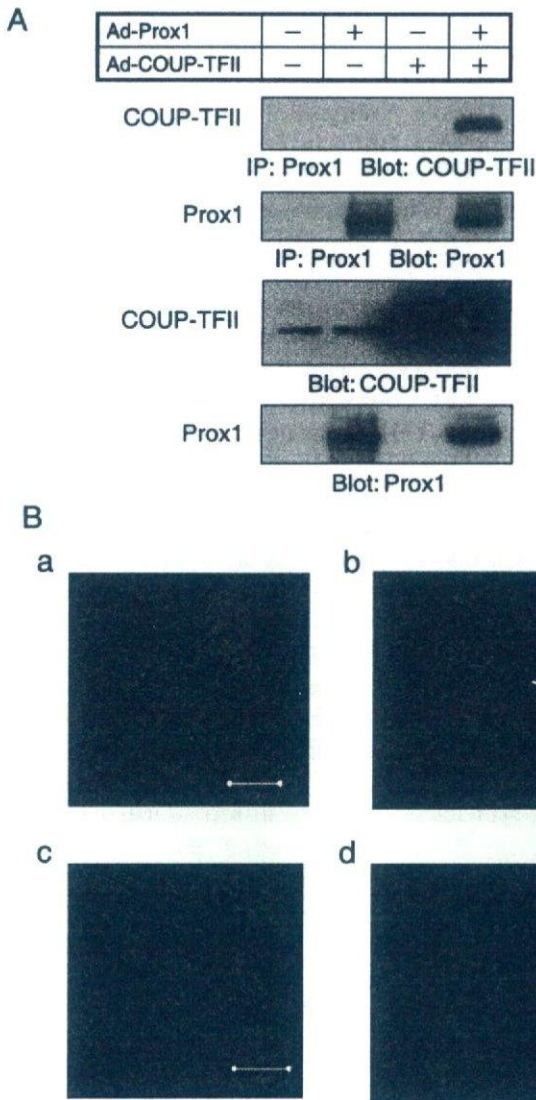 A
Ad-Prox1 – + – +
Ad-COUP-TFII – – + +
COUP-TFII
IP: Prox1 Blot: COUP-TFII
Prox1
IP: Prox1 Blot: Prox1
COUP-TFII
Blot: COUP-TFII
Prox1
Blot: Prox1
B
a b
c d